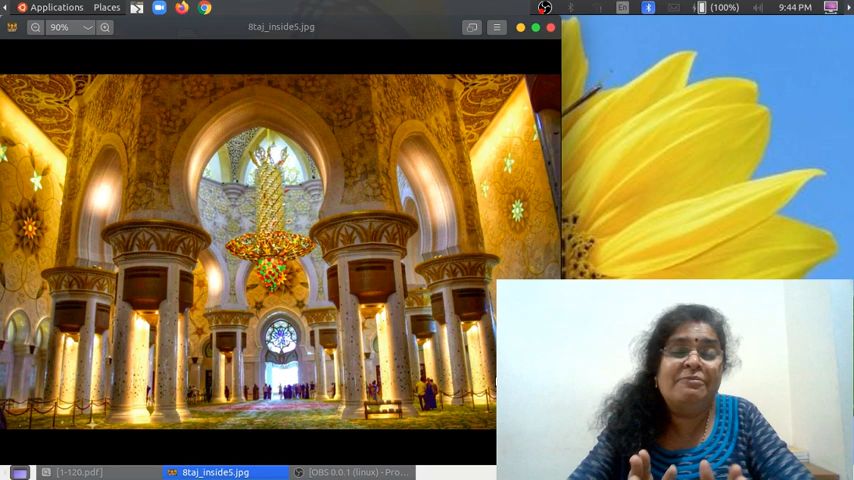 Applications Places En (100%) 9:44 PM
90% 8taj_inside5.jpg
[1-120.pdf] 8taj_inside5.jpg [OBS 0.0.1 (linux) - Pro...